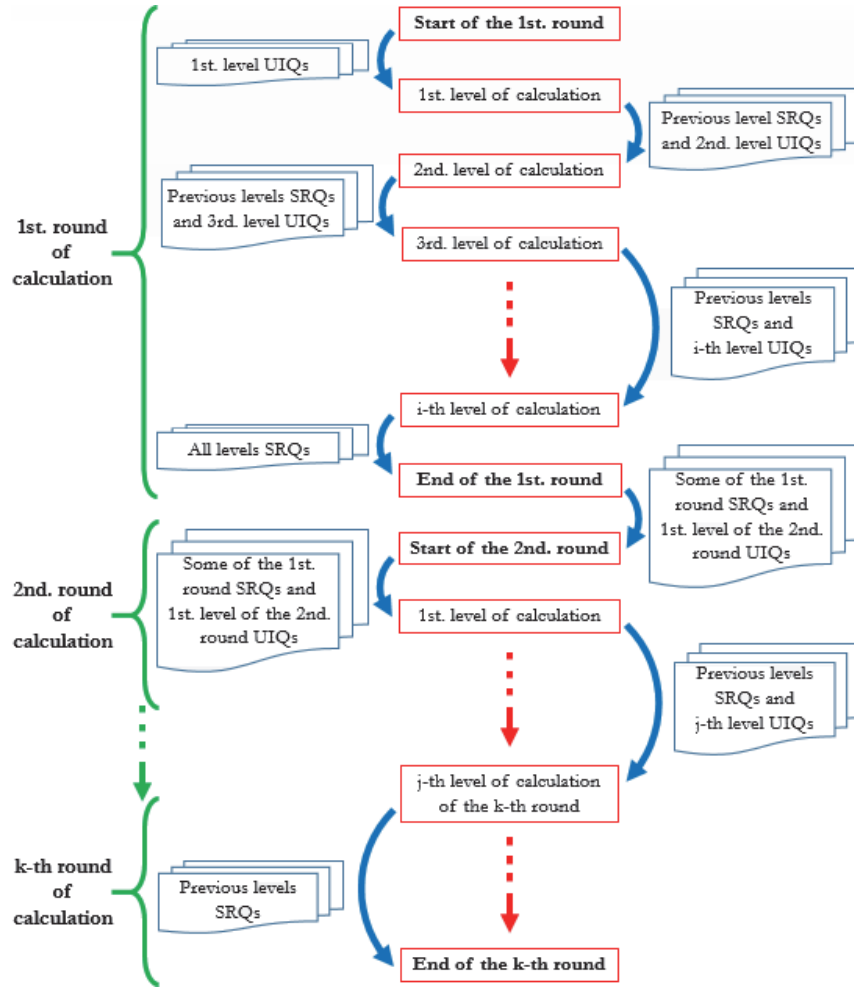 Start of the 1st. round
1st. level UIQs
1st. level of calculation
Previous level SRQs
and 2nd. level UIQs
2nd. level of calculation
Previous levels SRQs
and 3rd. level UIQs
1st. round
of
calculation
3rd. level of calculation
Previous levels
SRQs and
i-th level UIQs
i-th level of calculation
All levels SRQs
End of the 1st. round
Some of the 1st.
round SRQs and
1st. level of the 2nd.
round UIQs
Start of the 2nd. round
2nd. round
of
calculation
Some of the 1st.
round SRQs and
1st. level of the 2nd.
round UIQs
1st. level of calculation
Previous levels
SRQs and
j-th level UIQs
j-th level of calculation
of the k-th round
k-th round
of
calculation
Previous levels
SRQs
End of the k-th round